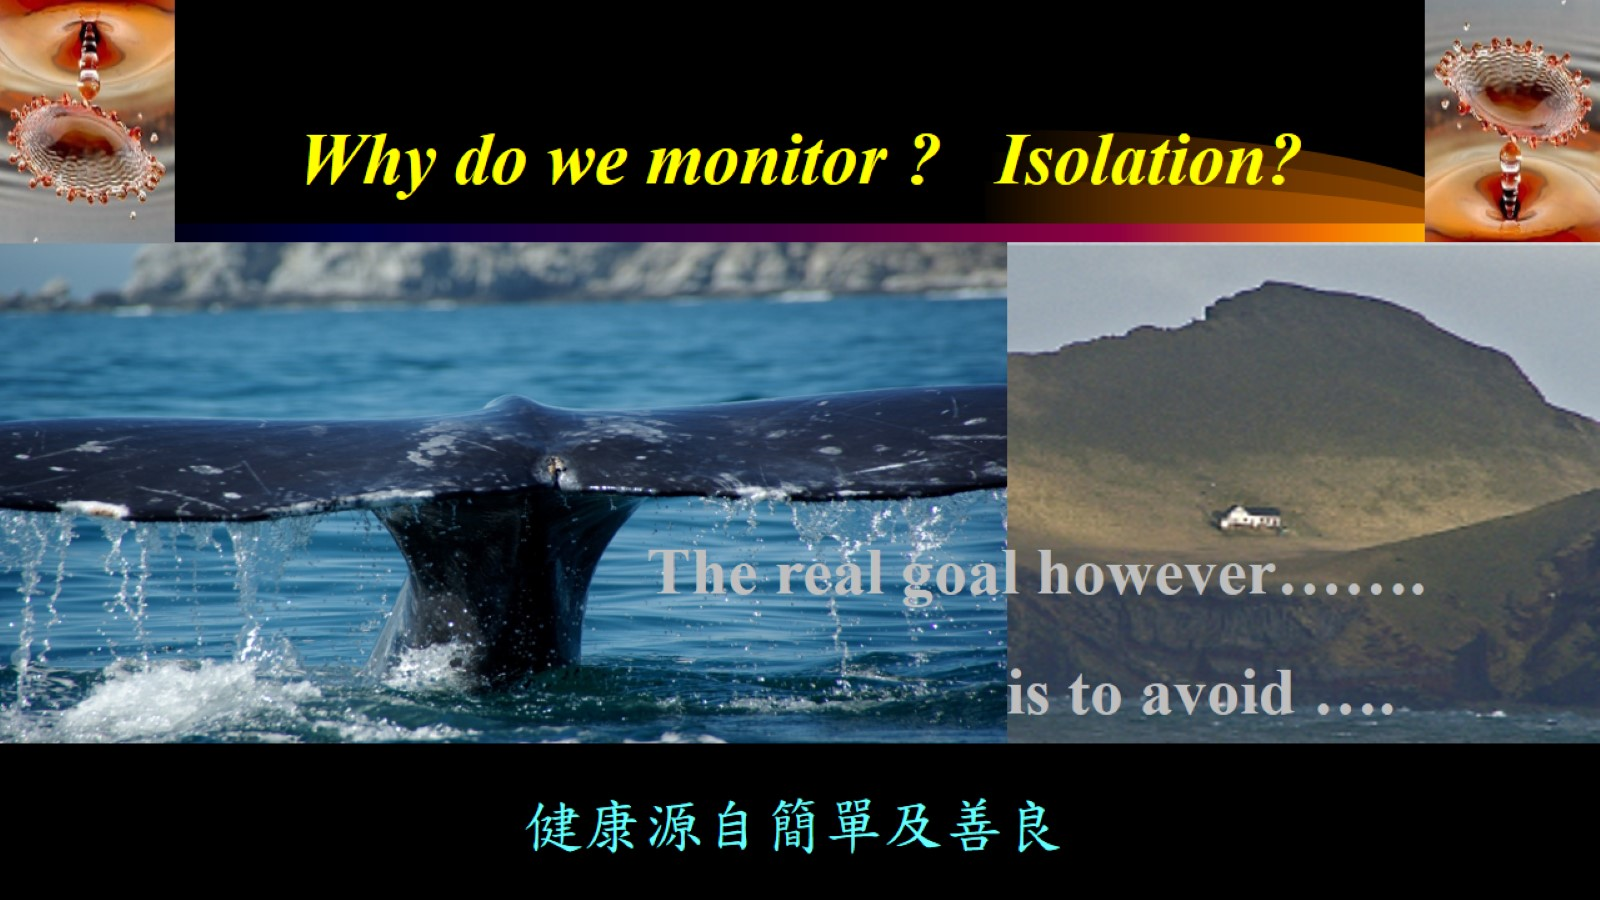 Why do we monitor ?   Isolation?
The real goal however…….
is to avoid ….
健康源自簡單及善良